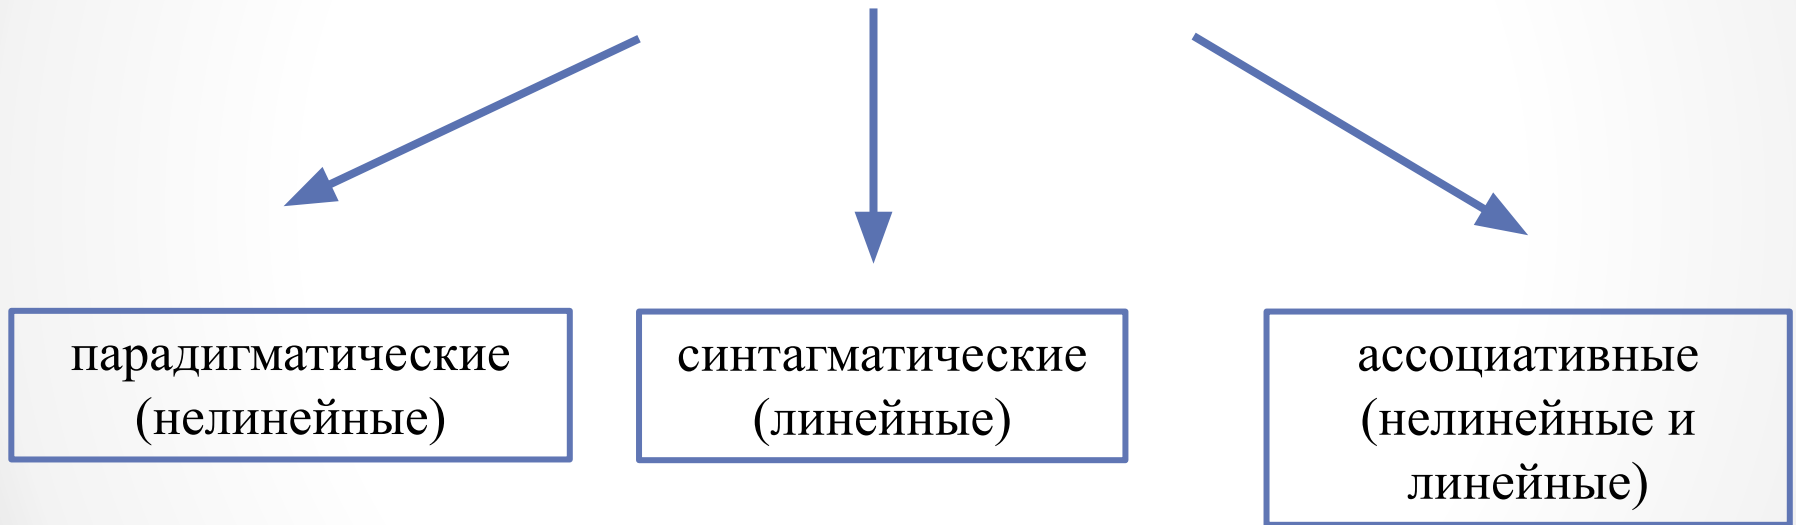 парадигматические
(нелинейные)
синтагматические
(линейные)
ассоциативные
(нелинейные и
линейные)